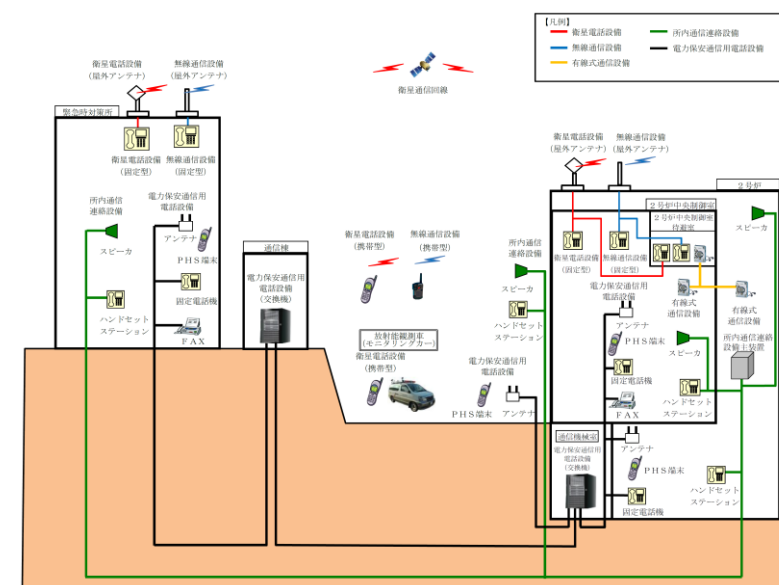 【凡例】
衛星電話設備
所内通信連絡設備
無線通信設備
電力保安通信用電話設備
有線式通信設備
衛星電話設備
(屋外アンテナ)
無線通信設備
(屋外アンテナ)
衛星通信回線
緊急時対策所
衛星電話設備
(固定型)
無線通信設備
(固定型)
所内通信
連絡設備
スピーカ
ハンドセット
ステーション
電力保安通信用
電話設備
アンテナ
PHS端末
固定電話機
FAX
通信棟
電力保安通信用
電話設備
(交換機)
衛星電話設備
(携帯型)
無線通信設備
(携帯型)
放射能観測車
(モニタリングカー)
衛星電話設備
(携帯型)
電力保安通信用
電話設備
PHS端末
アンテナ
所内通信
連絡設備
スピーカ
ハンドセット
ステーション
衛星電話設備
(屋外アンテナ)
無線通信設備
(屋外アンテナ)
2号炉
2号炉中央制御室
2号炉中央制御室
待避室
衛星電話設備
(固定型)
無線通信設備
(固定型)
スピーカ
有線式
通信設備
有線式
通信設備
電力保安通信用
電話設備
アンテナ
PHS端末
固定電話機
FAX
スピーカ
ハンドセット
ステーション
所内通信連絡
設備主装置
通信機械室
電力保安通信用
電話設備
(交換機)
アンテナ
PHS端末
固定電話機
ハンドセット
ステーション